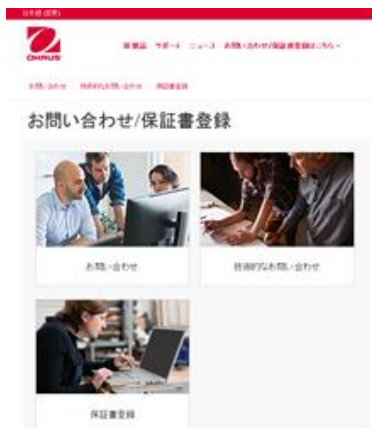 日本語 (変更)
OHAUS
製品 サポート ニュース お問い合わせ/保証書登録はこちら
お問い合わせ 技術的なお問い合わせ 保証書登録
お問い合わせ/保証書登録
お問い合わせ 技術的なお問い合わせ
保証書登録